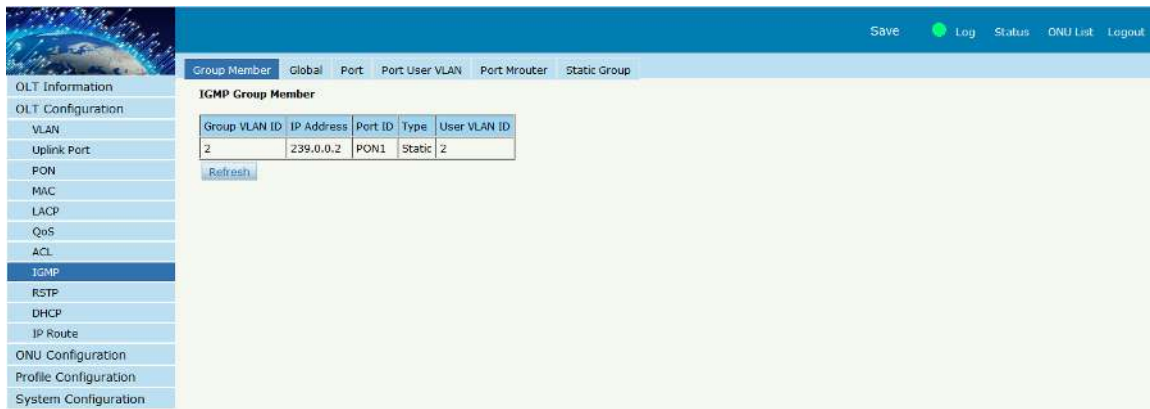 Save Log Status ONU List Logout
Group Member Global Port Port User VLAN Port Mrouter Static Group
OLT Information
OLT Configuration
VLAN
Uplink Port
PON
MAC
LACP
QoS
ACL
IGMP
RSTP
DHCP
IP Route
ONU Configuration
Profile Configuration
System Configuration
IGMP Group Member
Group VLAN ID IP Address Port ID Type User VLAN ID
2 239.0.0.2 PON1 Static 2
Refresh